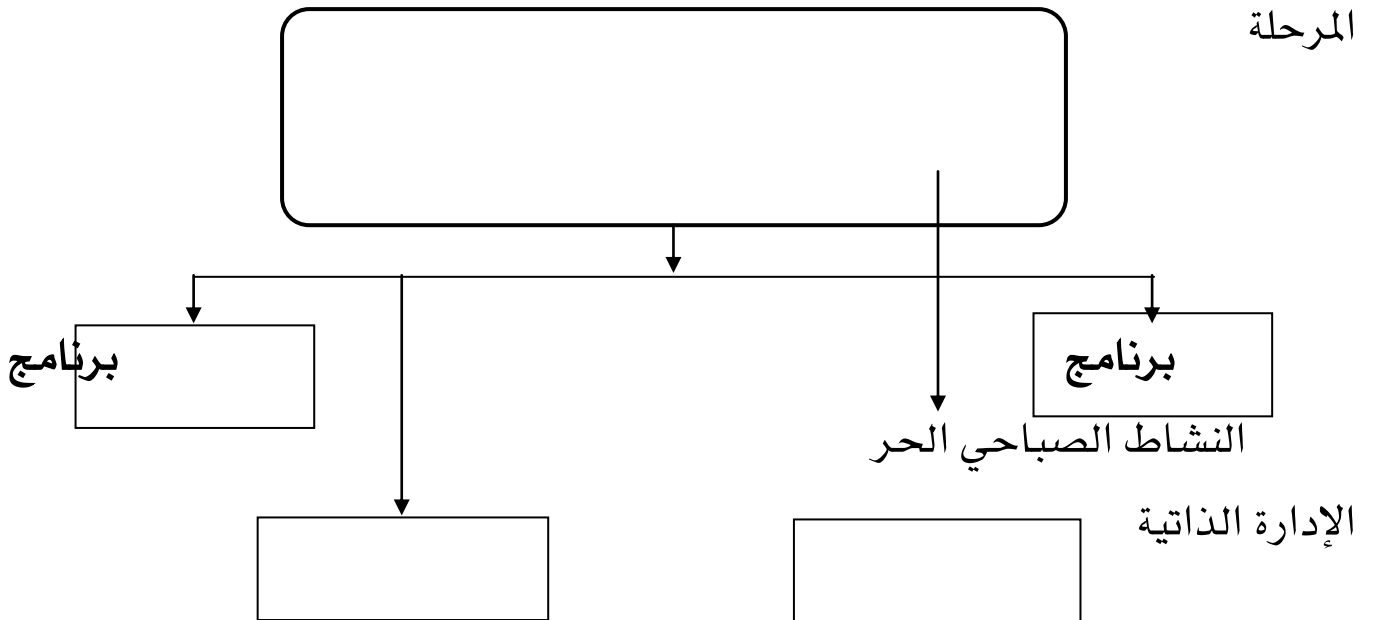 المرحلة
برنامج
برنامج
النشاط الصباحي الحر
الإدارة الذاتية